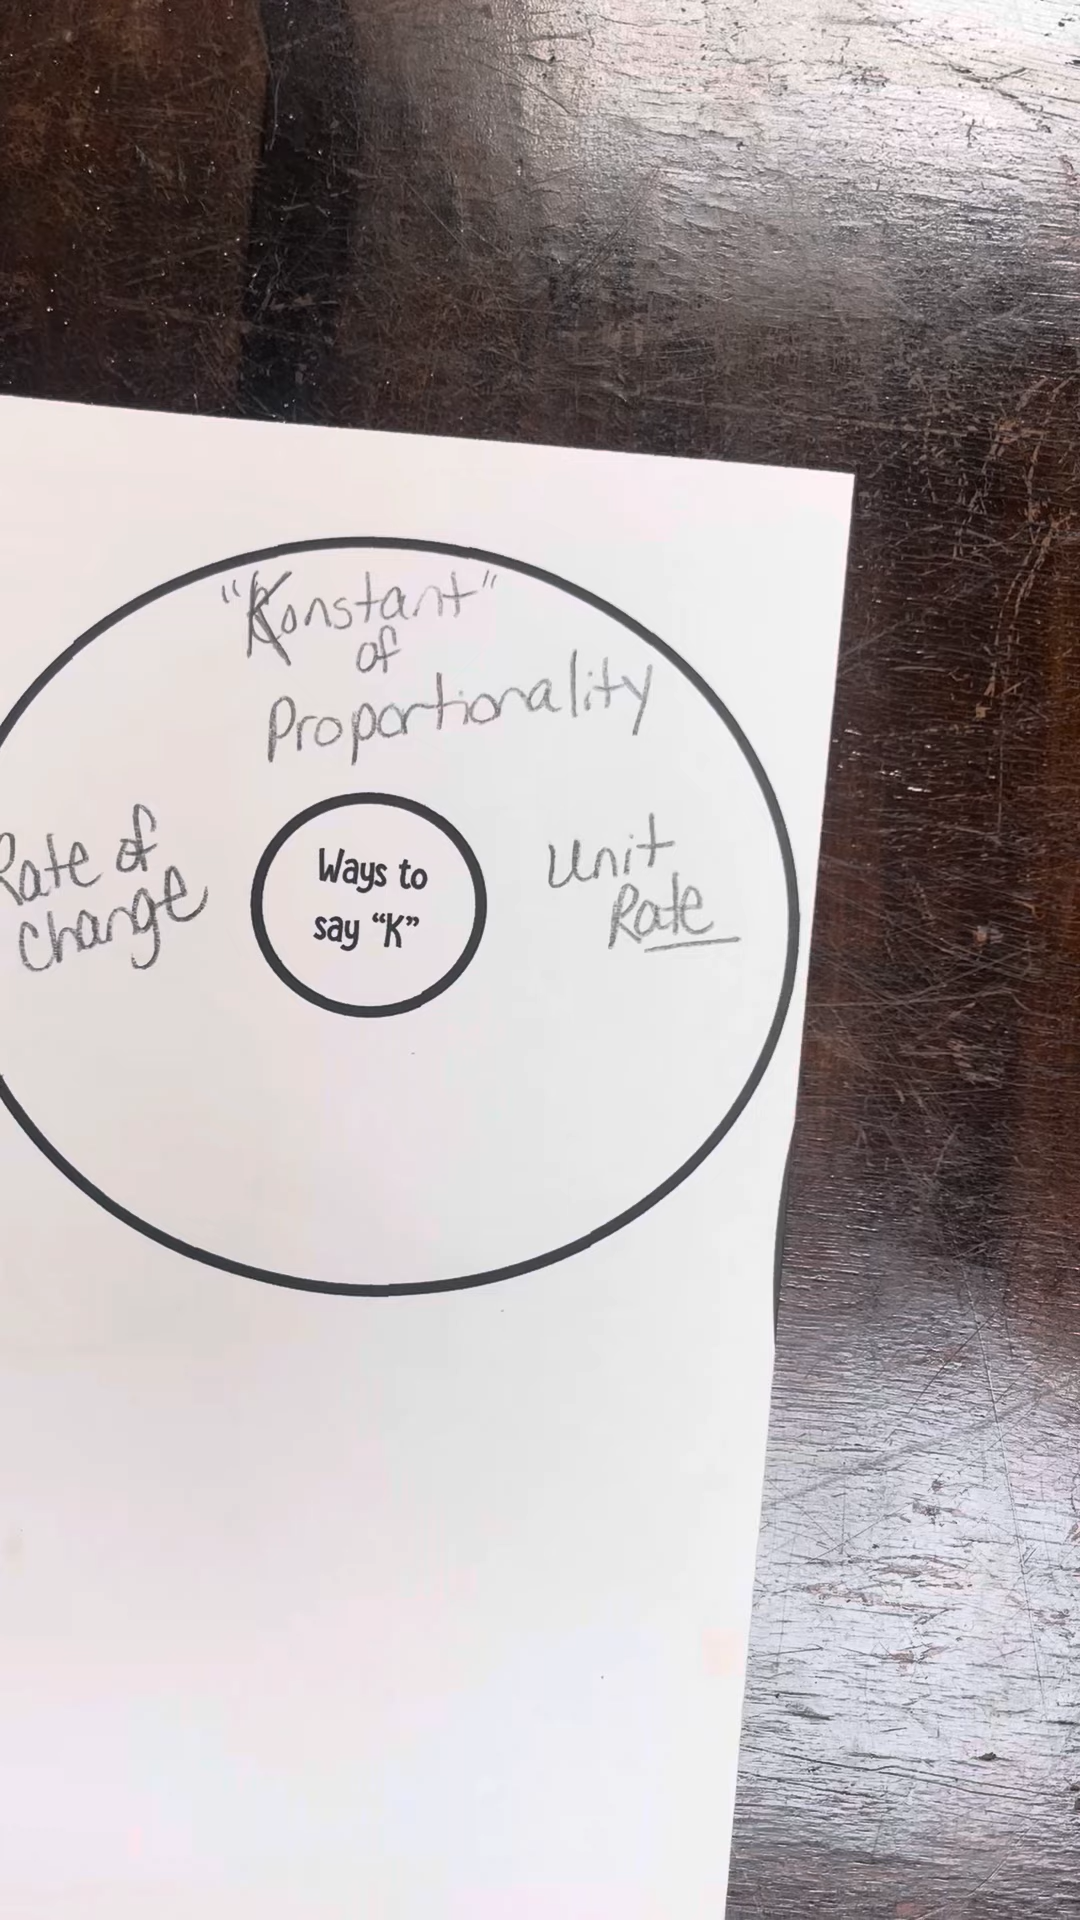 "Konstant"
of
Proportionality
Rate of
change
Ways to
say “K”
Unit
Rate